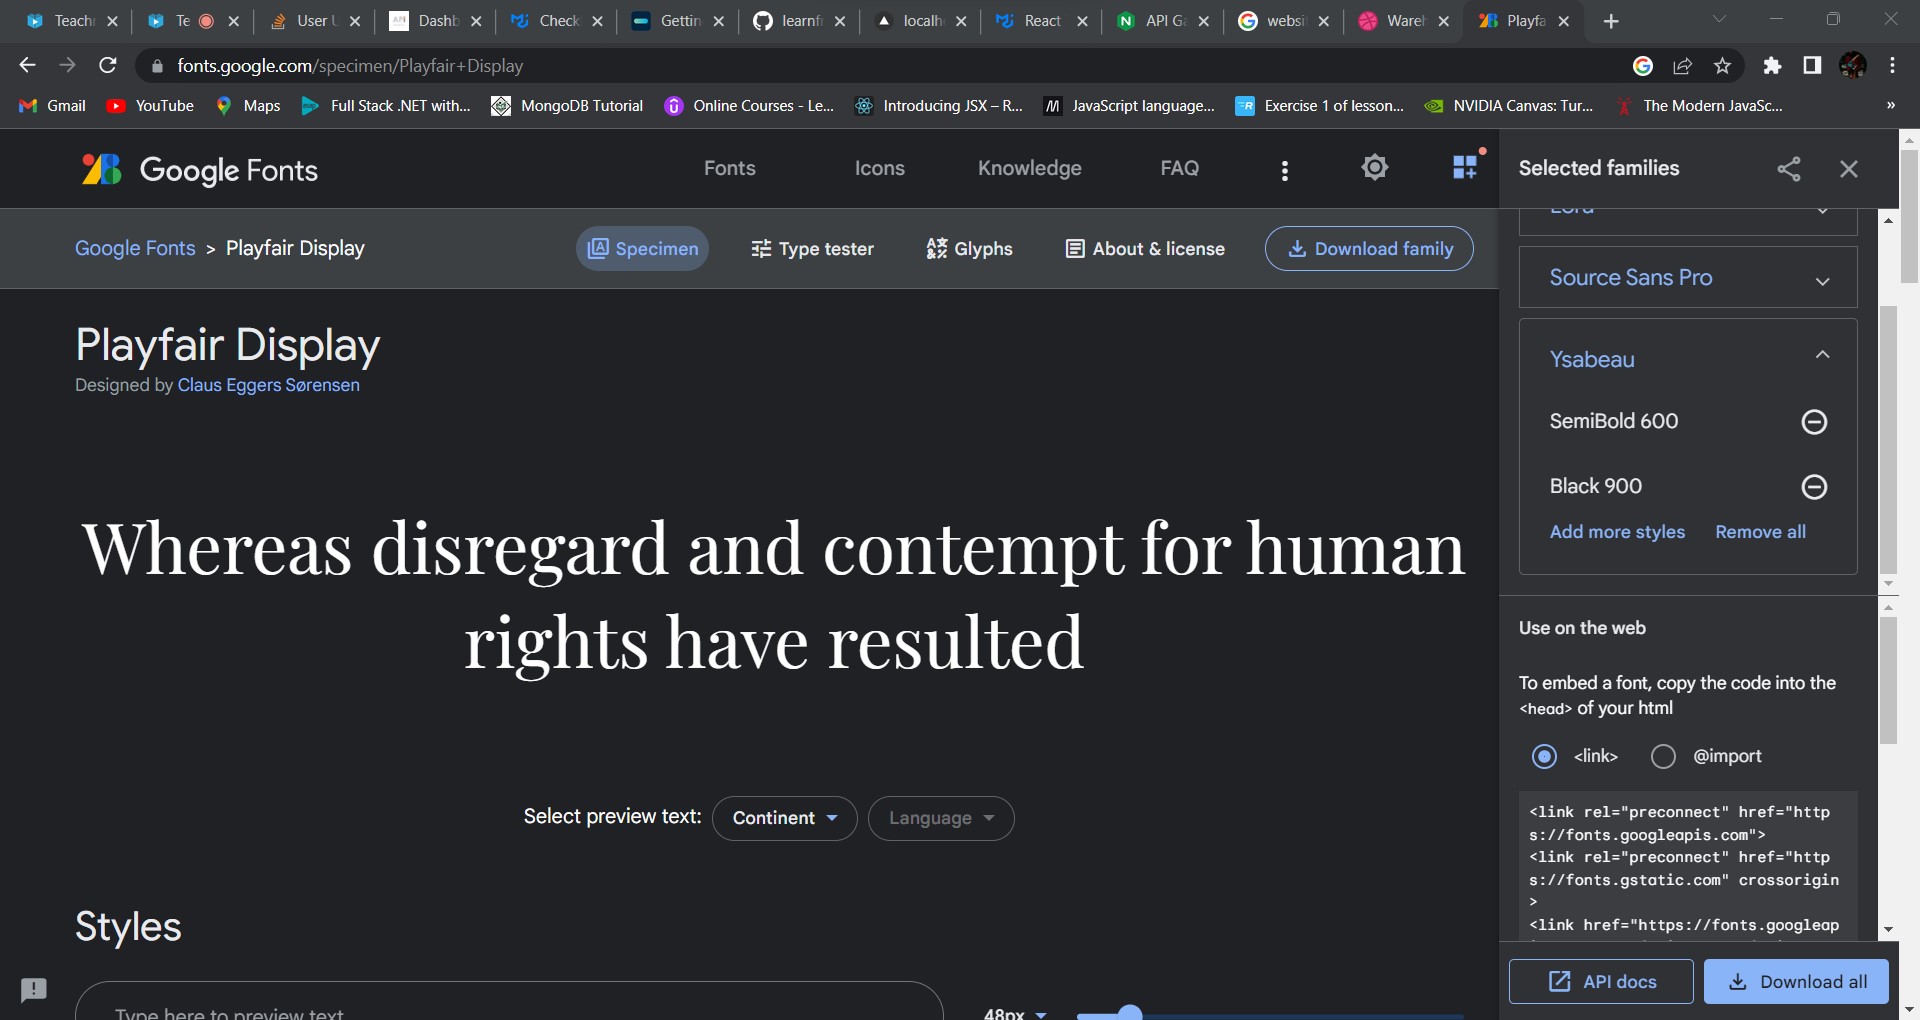 Teachr
Te
User U
Dashb
Check
Gettin
learnfr
localh
React
API Ga
websit
Wareh
Playfa
fonts.google.com/specimen/Playfair+Display
Gmail
YouTube
Maps
Full Stack .NET with...
MongoDB Tutorial
Online Courses - Le...
Introducing JSX – R...
JavaScript language...
Exercise 1 of lesson...
NVIDIA Canvas: Tur...
The Modern JavaSc...
»
Google Fonts
Fonts
Icons
Knowledge
FAQ
Selected families
Google Fonts > Playfair Display
Specimen
Type tester
Glyphs
About & license
Download family
Lora
Source Sans Pro
Playfair Display
Designed by Claus Eggers Sørensen
Ysabeau
SemiBold 600
Black 900
Add more styles
Remove all
Whereas disregard and contempt for human
rights have resulted
Use on the web
To embed a font, copy the code into the
<head> of your html
<link>
@import
Select preview text:
Continent
Language
<link rel="preconnect" href="http
s://fonts.googleapis.com">
<link rel="preconnect" href="http
s://fonts.gstatic.com" crossorigin
>
<link href="https://fonts.googleap
Styles
Type here to preview text
48px
API docs
Download all